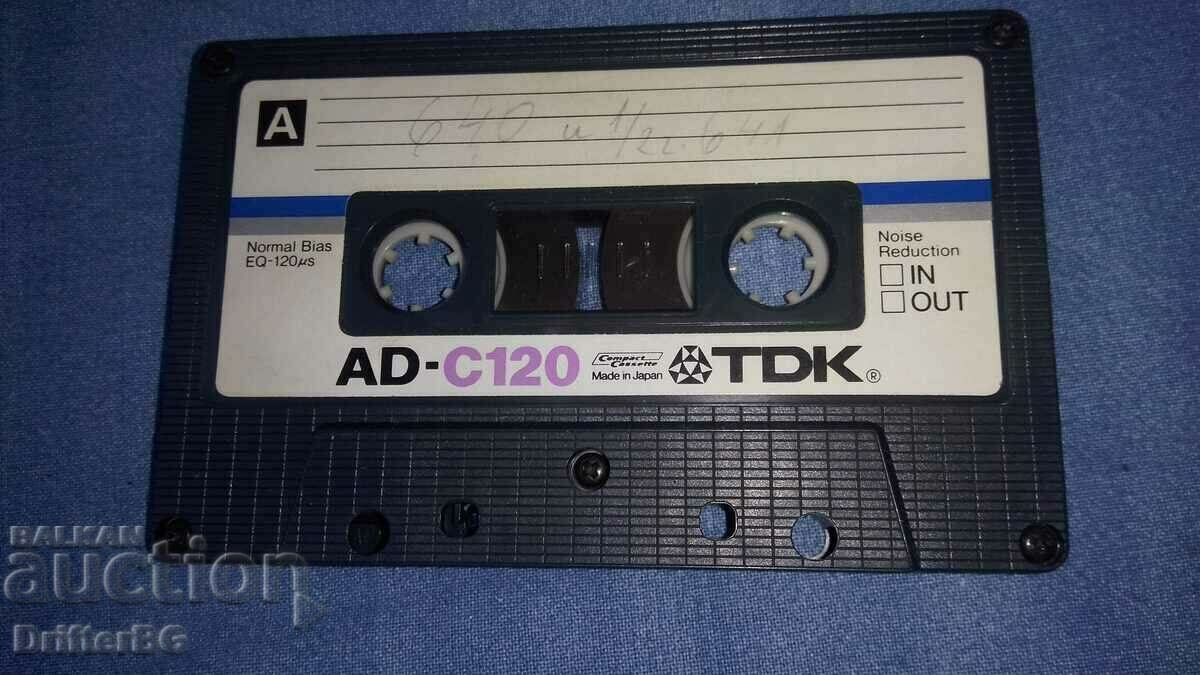 A
640 и 1/2г. 641
Normal Bias
EQ-120µs
Noise
Reduction
IN
OUT
AD-C120
Compact
Cassette
Made in Japan
TDK®
BALKAN
auction
DrifterBG